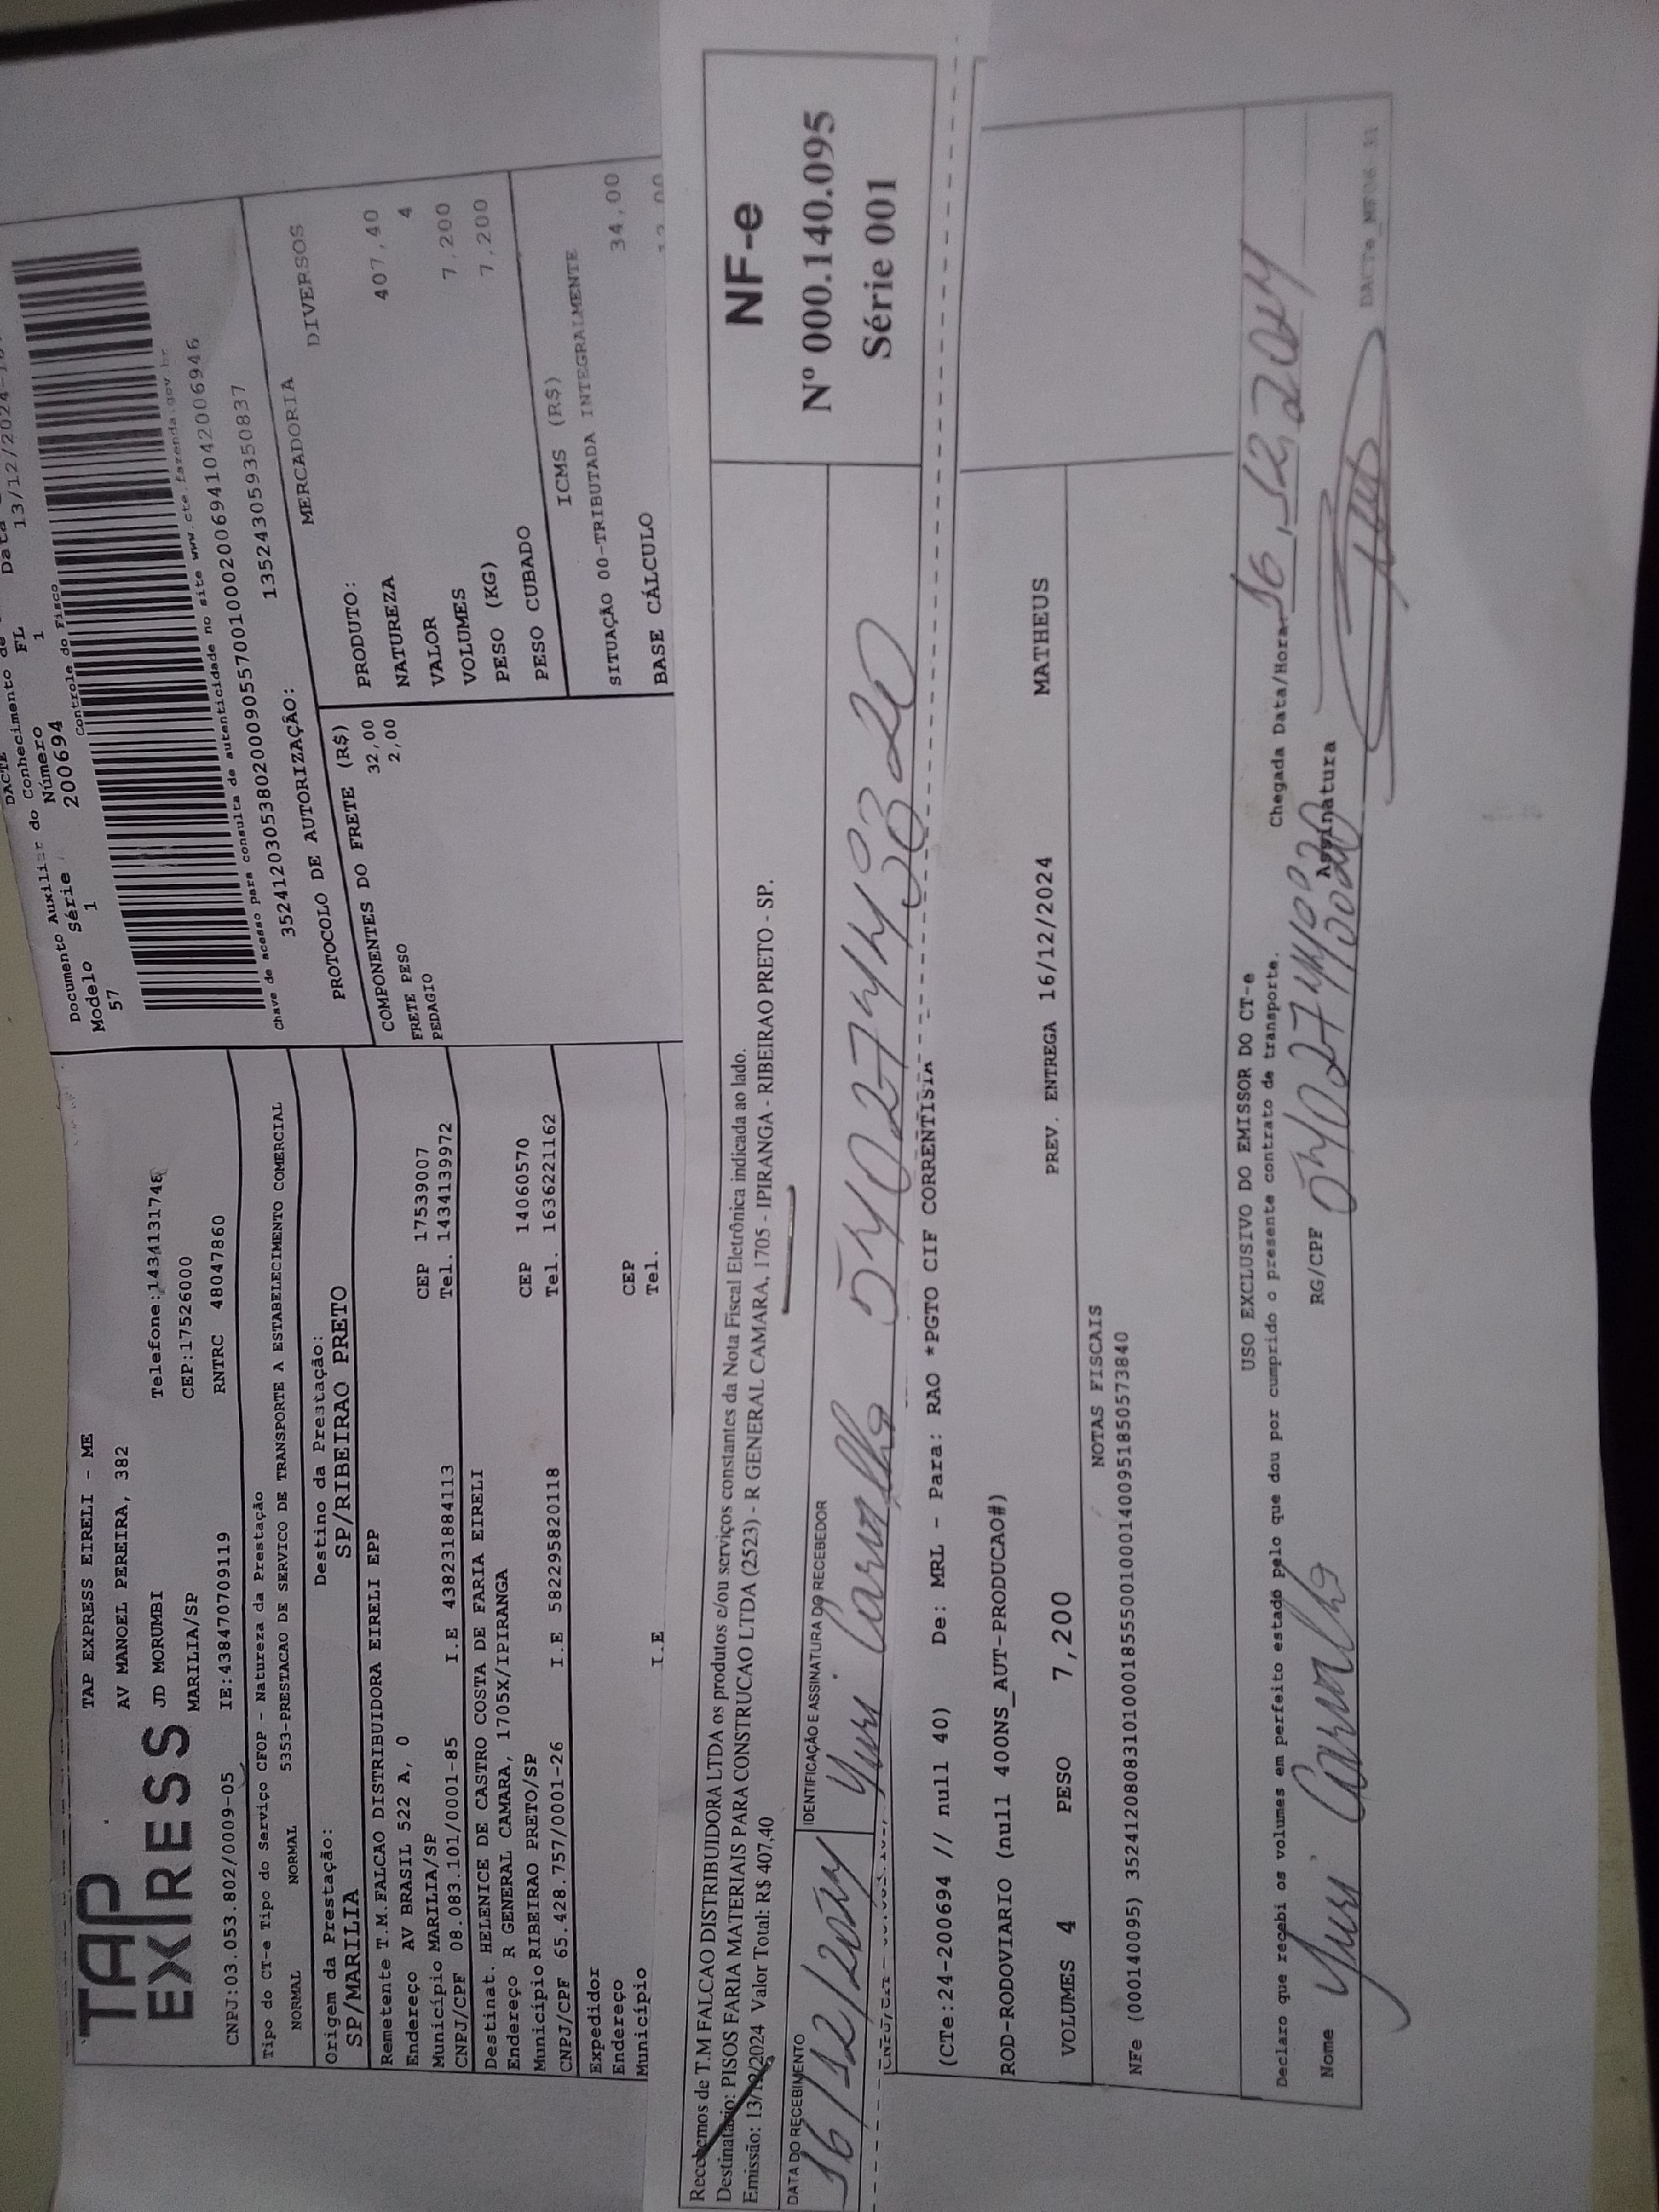 TAP EXPRESS
TAP EXPRESS EIRELI - ME
AV MANOEL PEREIRA, 382
JD MORUMBI Telefone:1434131746
MARILIA/SP CEP:17526000
CNPJ:03.053.802/0009-05 IE:438470709119 RNTRC 48047860
Tipo do CT-e Tipo do Serviço CFOP - Natureza da Prestação
NORMAL NORMAL 5353-PRESTACAO DE SERVICO DE TRANSPORTE A ESTABELECIMENTO COMERCIAL
Origem da Prestação: Destino da Prestação:
SP/MARILIA SP/RIBEIRAO PRETO
Remetente T.M.FALCAO DISTRIBUIDORA EIRELI EPP
Endereço AV BRASIL 522 A, 0 CEP 17539007
Município MARILIA/SP Tel. 1434139972
CNPJ/CPF 08.083.101/0001-85 I.E 438231884113
Destinat. HELENICE DE CASTRO COSTA DE FARIA EIRELI
Endereço R GENERAL CAMARA, 1705X/IPIRANGA CEP 14060570
Município RIBEIRAO PRETO/SP Tel. 1636221162
CNPJ/CPF 65.428.757/0001-26 I.E 582295820118
Expedidor
Endereço CEP
Município Tel.
I.E
DACTE
Documento Auxiliar do Conhecimento de
Modelo Série Número FL Data
57 1 200694 1 13/12/2024
Controle do Fisco
Chave de acesso para consulta de autenticidade no site www.cte.fazenda.gov.br
35241203053802000905570010002006941042006946
PROTOCOLO DE AUTORIZAÇÃO: 135243059350837
COMPONENTES DO FRETE (R$)
FRETE PESO 32,00
PEDAGIO 2,00
MERCADORIA
PRODUTO: DIVERSOS
NATUREZA
VALOR 407,40
VOLUMES 4
PESO (KG) 7,200
PESO CUBADO 7,200
ICMS (R$)
SITUAÇÃO 00-TRIBUTADA INTEGRALMENTE
BASE CÁLCULO 34,00
Recebemos de T.M FALCAO DISTRIBUIDORA LTDA os produtos e/ou serviços constantes da Nota Fiscal Eletrônica indicada ao lado.
Destinatário: PISOS FARIA MATERIAIS PARA CONSTRUCAO LTDA (2523) - R GENERAL CAMARA, 1705 - IPIRANGA - RIBEIRAO PRETO - SP.
Emissão: 13/12/2024 Valor Total: R$ 407,40
NF-e
Nº 000.140.095
Série 001
DATA DO RECEBIMENTO IDENTIFICAÇÃO E ASSINATURA DO RECEBEDOR
16/12/2024 Yuri Carvalho
(CTe:24-200694 // null 40) De: MRL - Para: RAO *PGTO CIF CORRENTISTA
ROD-RODOVIARIO (null 400NS_AUT-PRODUCAO#)
VOLUMES 4 PESO 7,200 PREV. ENTREGA 16/12/2024 MATHEUS
NOTAS FISCAIS
NFe (000140095) 35241208083101000185550010001400951850573840
USO EXCLUSIVO DO EMISSOR DO CT-e
Declaro que recebi os volumes em perfeito estado pelo que dou por cumprido o presente contrato de transporte. Chegada Data/Hora: 16,12,2024
Nome Yuri Carvalho RG/CPF Assinatura
DACTe_MF06